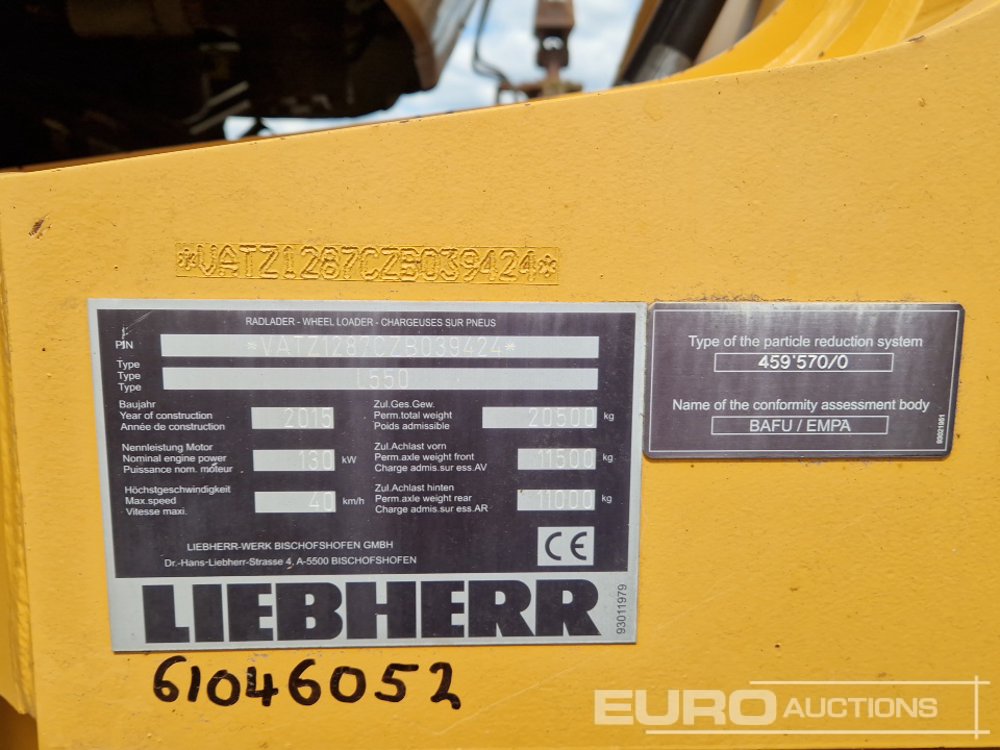 *VATZ1287CZB039424*
RADLADER - WHEEL LOADER - CHARGEUSES SUR PNEUS
PIN *VATZ1287CZB039424*
Type
Type L550
Type
Baujahr
Year of construction 2015
Année de construction
Zul.Ges.Gew.
Perm.total weight 20500 kg
Poids admissible
Nennleistung Motor
Nominal engine power 130 kW
Puissance nom. moteur
Zul.Achlast vorn
Perm.axle weight front 11500 kg
Charge admis.sur ess.AV
Höchstgeschwindigkeit
Max.speed 40 km/h
Vitesse maxi.
Zul.Achlast hinten
Perm.axle weight rear 11000 kg
Charge admis.sur ess.AR
LIEBHERR-WERK BISCHOFSHOFEN GMBH
Dr.-Hans-Liebherr-Strasse 4, A-5500 BISCHOFSHOFEN
CE
LIEBHERR
93011979
Type of the particle reduction system
459'570/0
Name of the conformity assessment body
BAFU / EMPA
61046052
EURO AUCTIONS